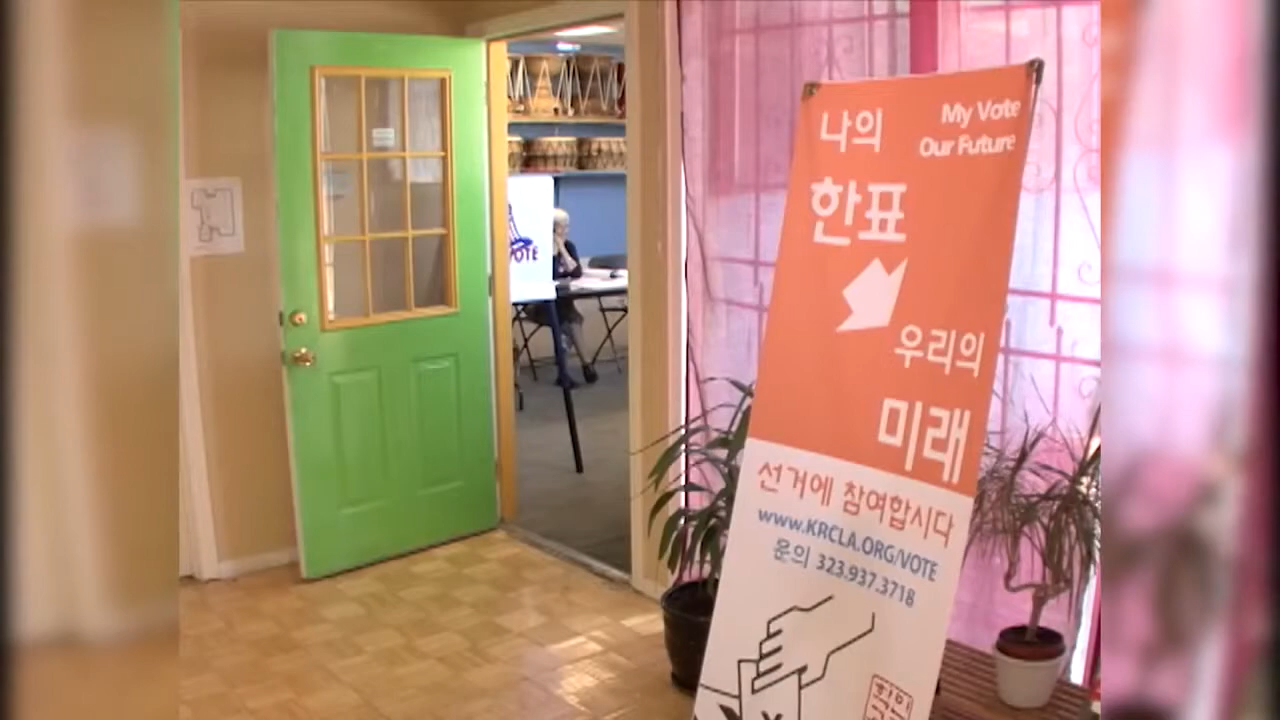 나의
My Vote
Our Future
한표
우리의
미래
선거에 참여합시다
www.KRCLA.ORG/VOTE
문의 323.937.3718
VOTE